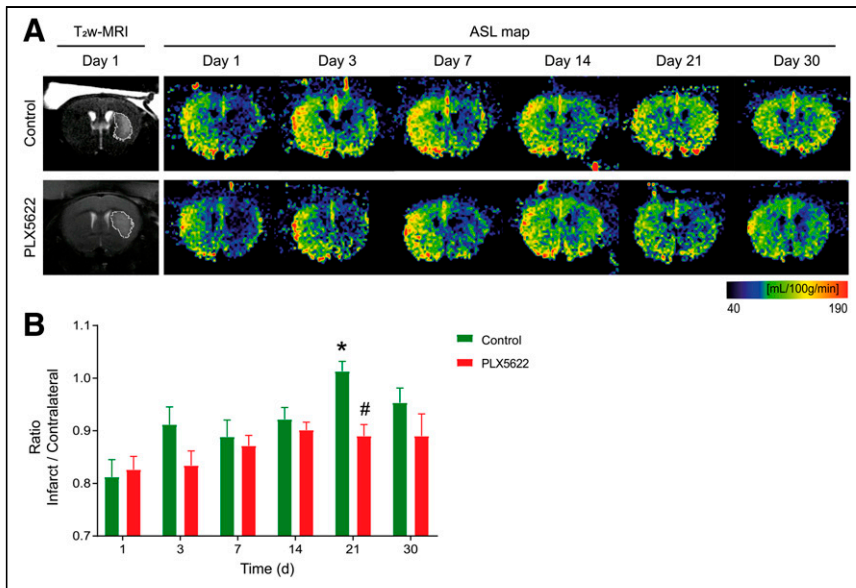 A
T₂w-MRI
ASL map
Day 1
Day 1
Day 3
Day 7
Day 14
Day 21
Day 30
Control
PLX5622
[mL/100g/min]
40
190
B
Control
PLX5622
1.1
1.0
0.9
0.8
0.7
*
#
Ratio
Infarct / Contralateral
1
3
7
14
21
30
Time (d)